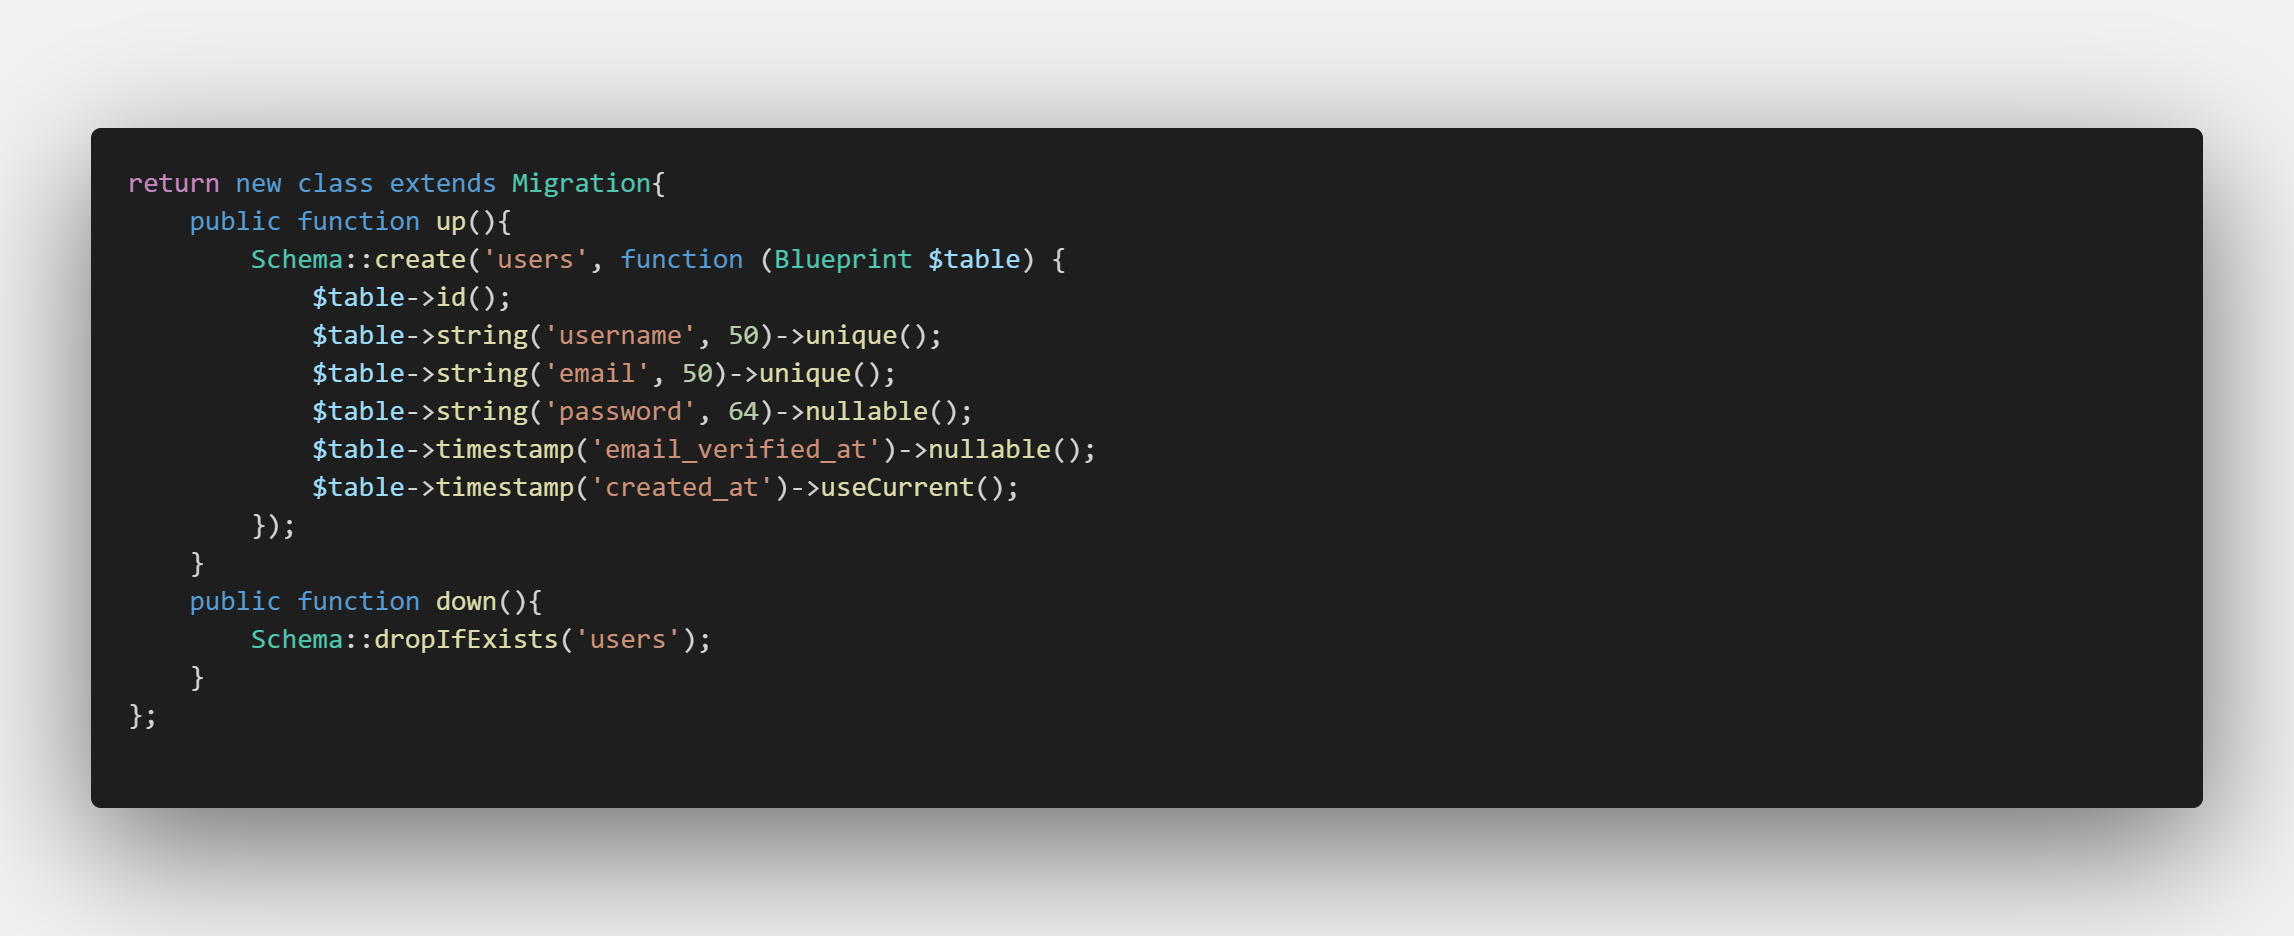 return new class extends Migration{
    public function up(){
        Schema::create('users', function (Blueprint $table) {
            $table->id();
            $table->string('username', 50)->unique();
            $table->string('email', 50)->unique();
            $table->string('password', 64)->nullable();
            $table->timestamp('email_verified_at')->nullable();
            $table->timestamp('created_at')->useCurrent();
        });
    }
    public function down(){
        Schema::dropIfExists('users');
    }
};